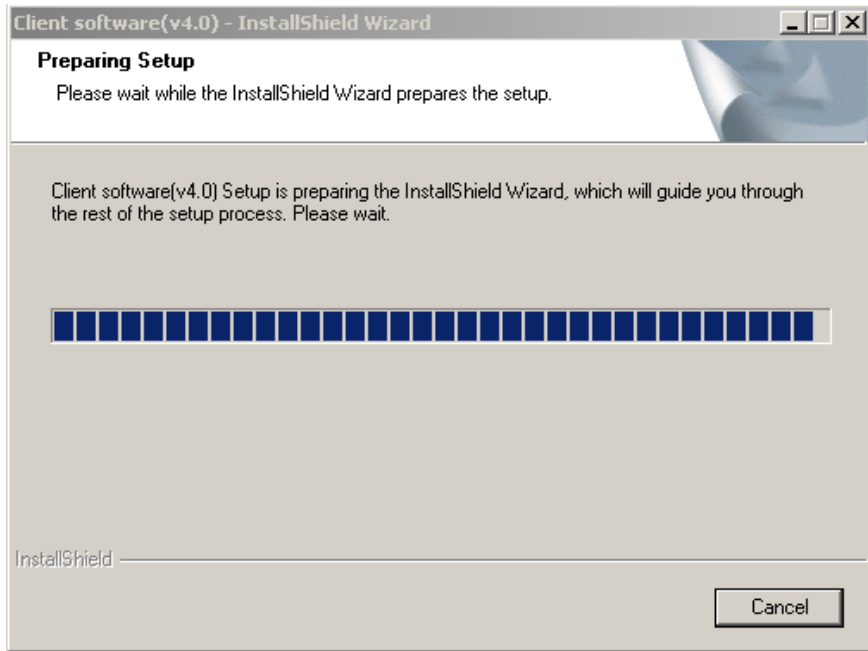 Client software(v4.0) - InstallShield Wizard
Preparing Setup
Please wait while the InstallShield Wizard prepares the setup.
Client software(v4.0) Setup is preparing the InstallShield Wizard, which will guide you through
the rest of the setup process. Please wait.
InstallShield
Cancel